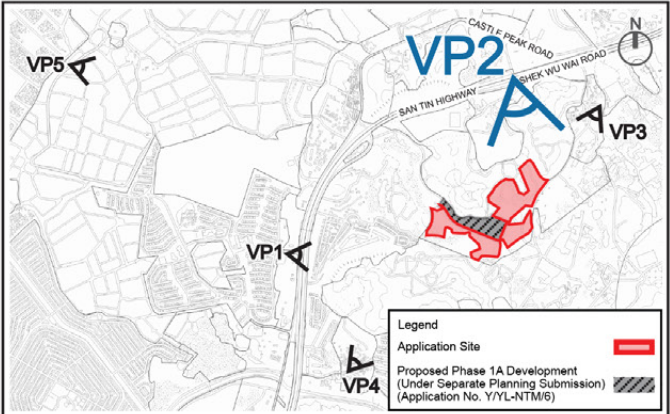 CASTLE PEAK ROAD
N
VP5
VP2
SHEK WU WAI ROAD
SAN TIN HIGHWAY
VP3
VP1
VP4
Legend
Application Site
Proposed Phase 1A Development
(Under Separate Planning Submission)
(Application No. Y/YL-NTM/6)